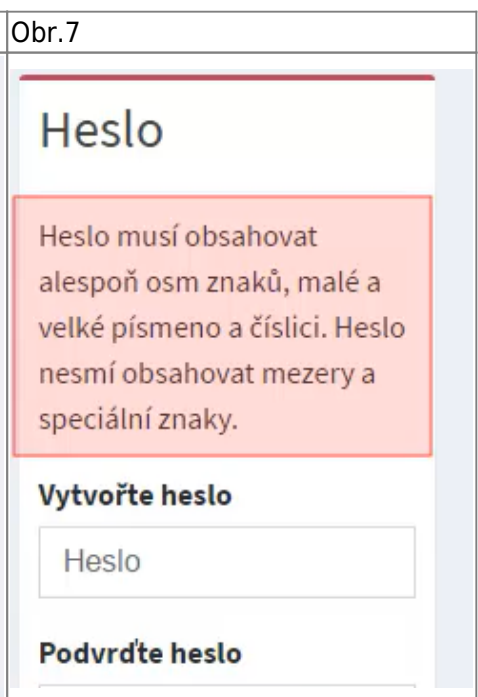 Obr.7
Heslo
Heslo musí obsahovat
alespoň osm znaků, malé a
velké písmeno a číslici. Heslo
nesmí obsahovat mezery a
speciální znaky.
Vytvořte heslo
Heslo
Podvrďte heslo